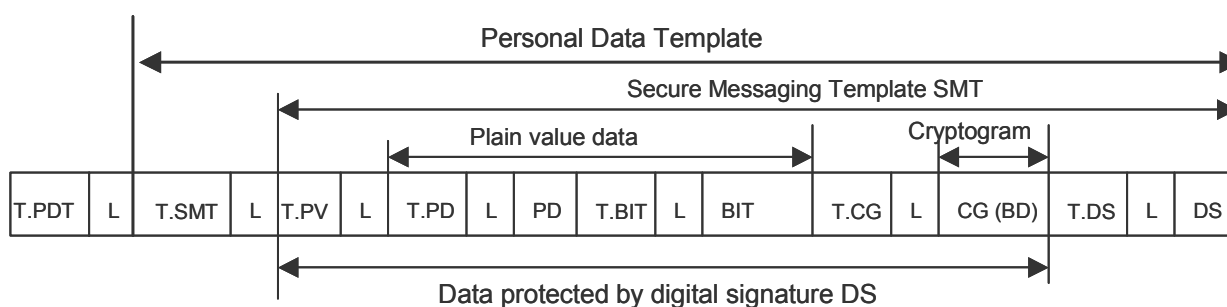 Personal Data Template
Secure Messaging Template SMT
Plain value data
Cryptogram
T.PDT L T.SMT L T.PV L T.PD L PD T.BIT L BIT T.CG L CG (BD) T.DS L DS
Data protected by digital signature DS